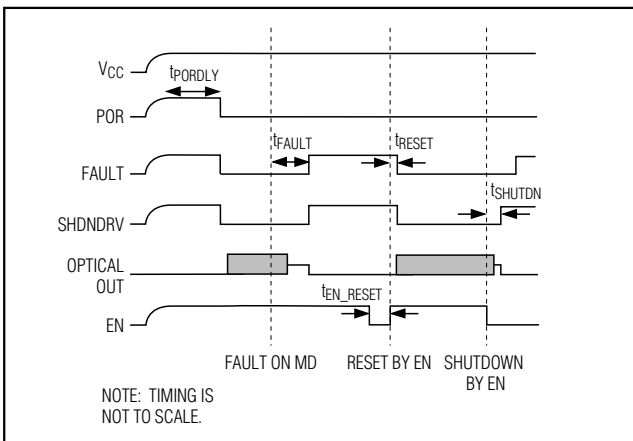 VCC
tPORDLY
POR
tFAULT
tRESET
FAULT
tSHUTDN
SHDNDRV
OPTICAL
OUT
tEN_RESET
EN
FAULT ON MD
RESET BY EN
SHUTDOWN
BY EN
NOTE: TIMING IS
NOT TO SCALE.